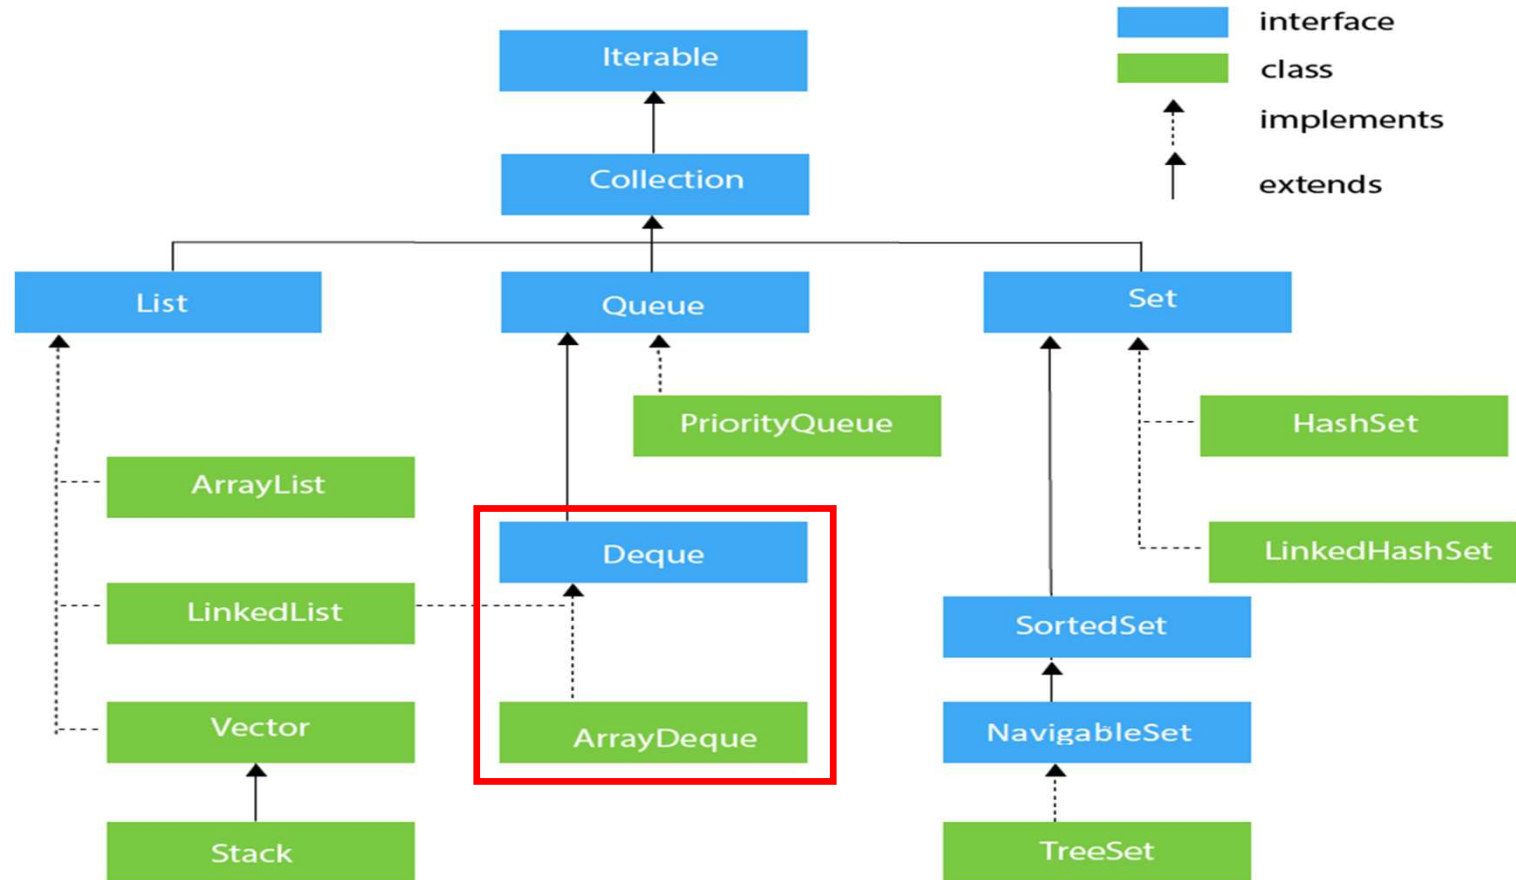 interface
Iterable
class
implements
Collection
extends
List
Queue
Set
PriorityQueue
HashSet
ArrayList
Deque
LinkedHashSet
LinkedList
SortedSet
Vector
ArrayDeque
NavigableSet
Stack
TreeSet